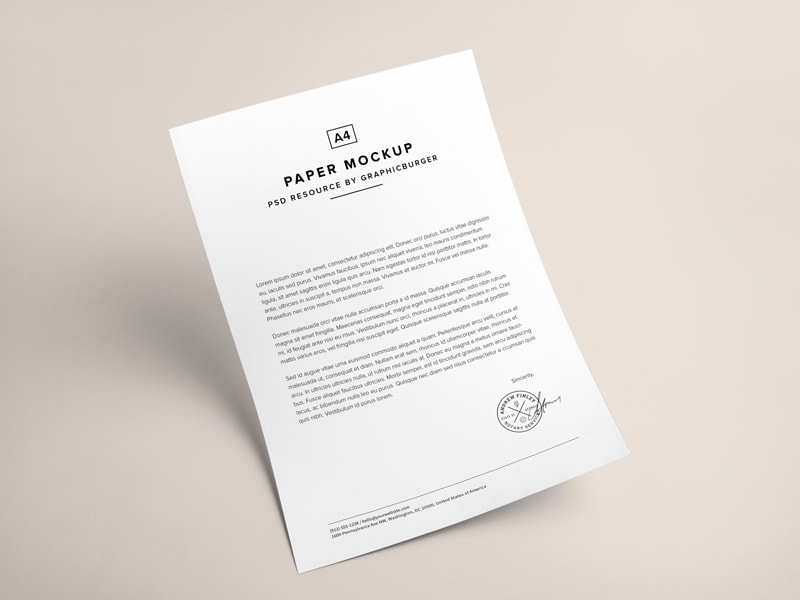 A4
PAPER MOCKUP
PSD RESOURCE BY GRAPHICBURGER
Lorem ipsum dolor sit amet, consectetur adipiscing elit. Donec orci purus, luctus vitae dignissim
eu, iaculis sed purus. Vivamus faucibus, ipsum nec aliquet viverra, leo mauris condimentum
ligula, sit amet sagittis enim ligula quis arcu. Nam egestas tortor id nisi porttitor mattis. In tortor
ante, ultricies in suscipit a, tempus non massa. Vivamus et auctor mi. Fusce vel massa nulla.
Phasellus nec eros mauris, et scelerisque orci.
Donec malesuada orci vitae nulla accumsan porta a id massa. Quisque accumsan iaculis
magna sit amet fringilla. Maecenas consequat, magna eget tincidunt semper, odio nibh rutrum
mi, id feugiat ante nisi eu risus. Vestibulum nunc orci, rhoncus a placerat in, ultricies in mi. Cras
mattis varius eros, vel fringilla nisi suscipit eget. Quisque scelerisque sagittis nulla at porttitor.
Sed id augue vitae urna euismod commodo aliquet e quam. Pellentesque arcu velit, cursus et
malesuada ut, consequat et diam. Nullam erat sem, rhoncus id ullamcorper vitae, rhoncus et
arcu. In ultricies ultricies nulla, ut rutrum nisi iaculis at. Donec eu magna e metus ornare fauci-
bus. Fusce aliquet faucibus ultricies. Morbi semper, est id tincidunt gravida, sem arcu adipiscing
lacus, ac bibendum nulla leo eu purus. Quisque nec diam sed risus consectetur a ccumsan quis
quis nibh. Vestibulum id purus lorem.
Sincerely,
ANDREW FINLEY
NOTARY SERVICE
(912) 555-1234 / hello@yourwebsite.com
1600 Pennsylvania Ave NW, Washington, DC 20500, United States of America